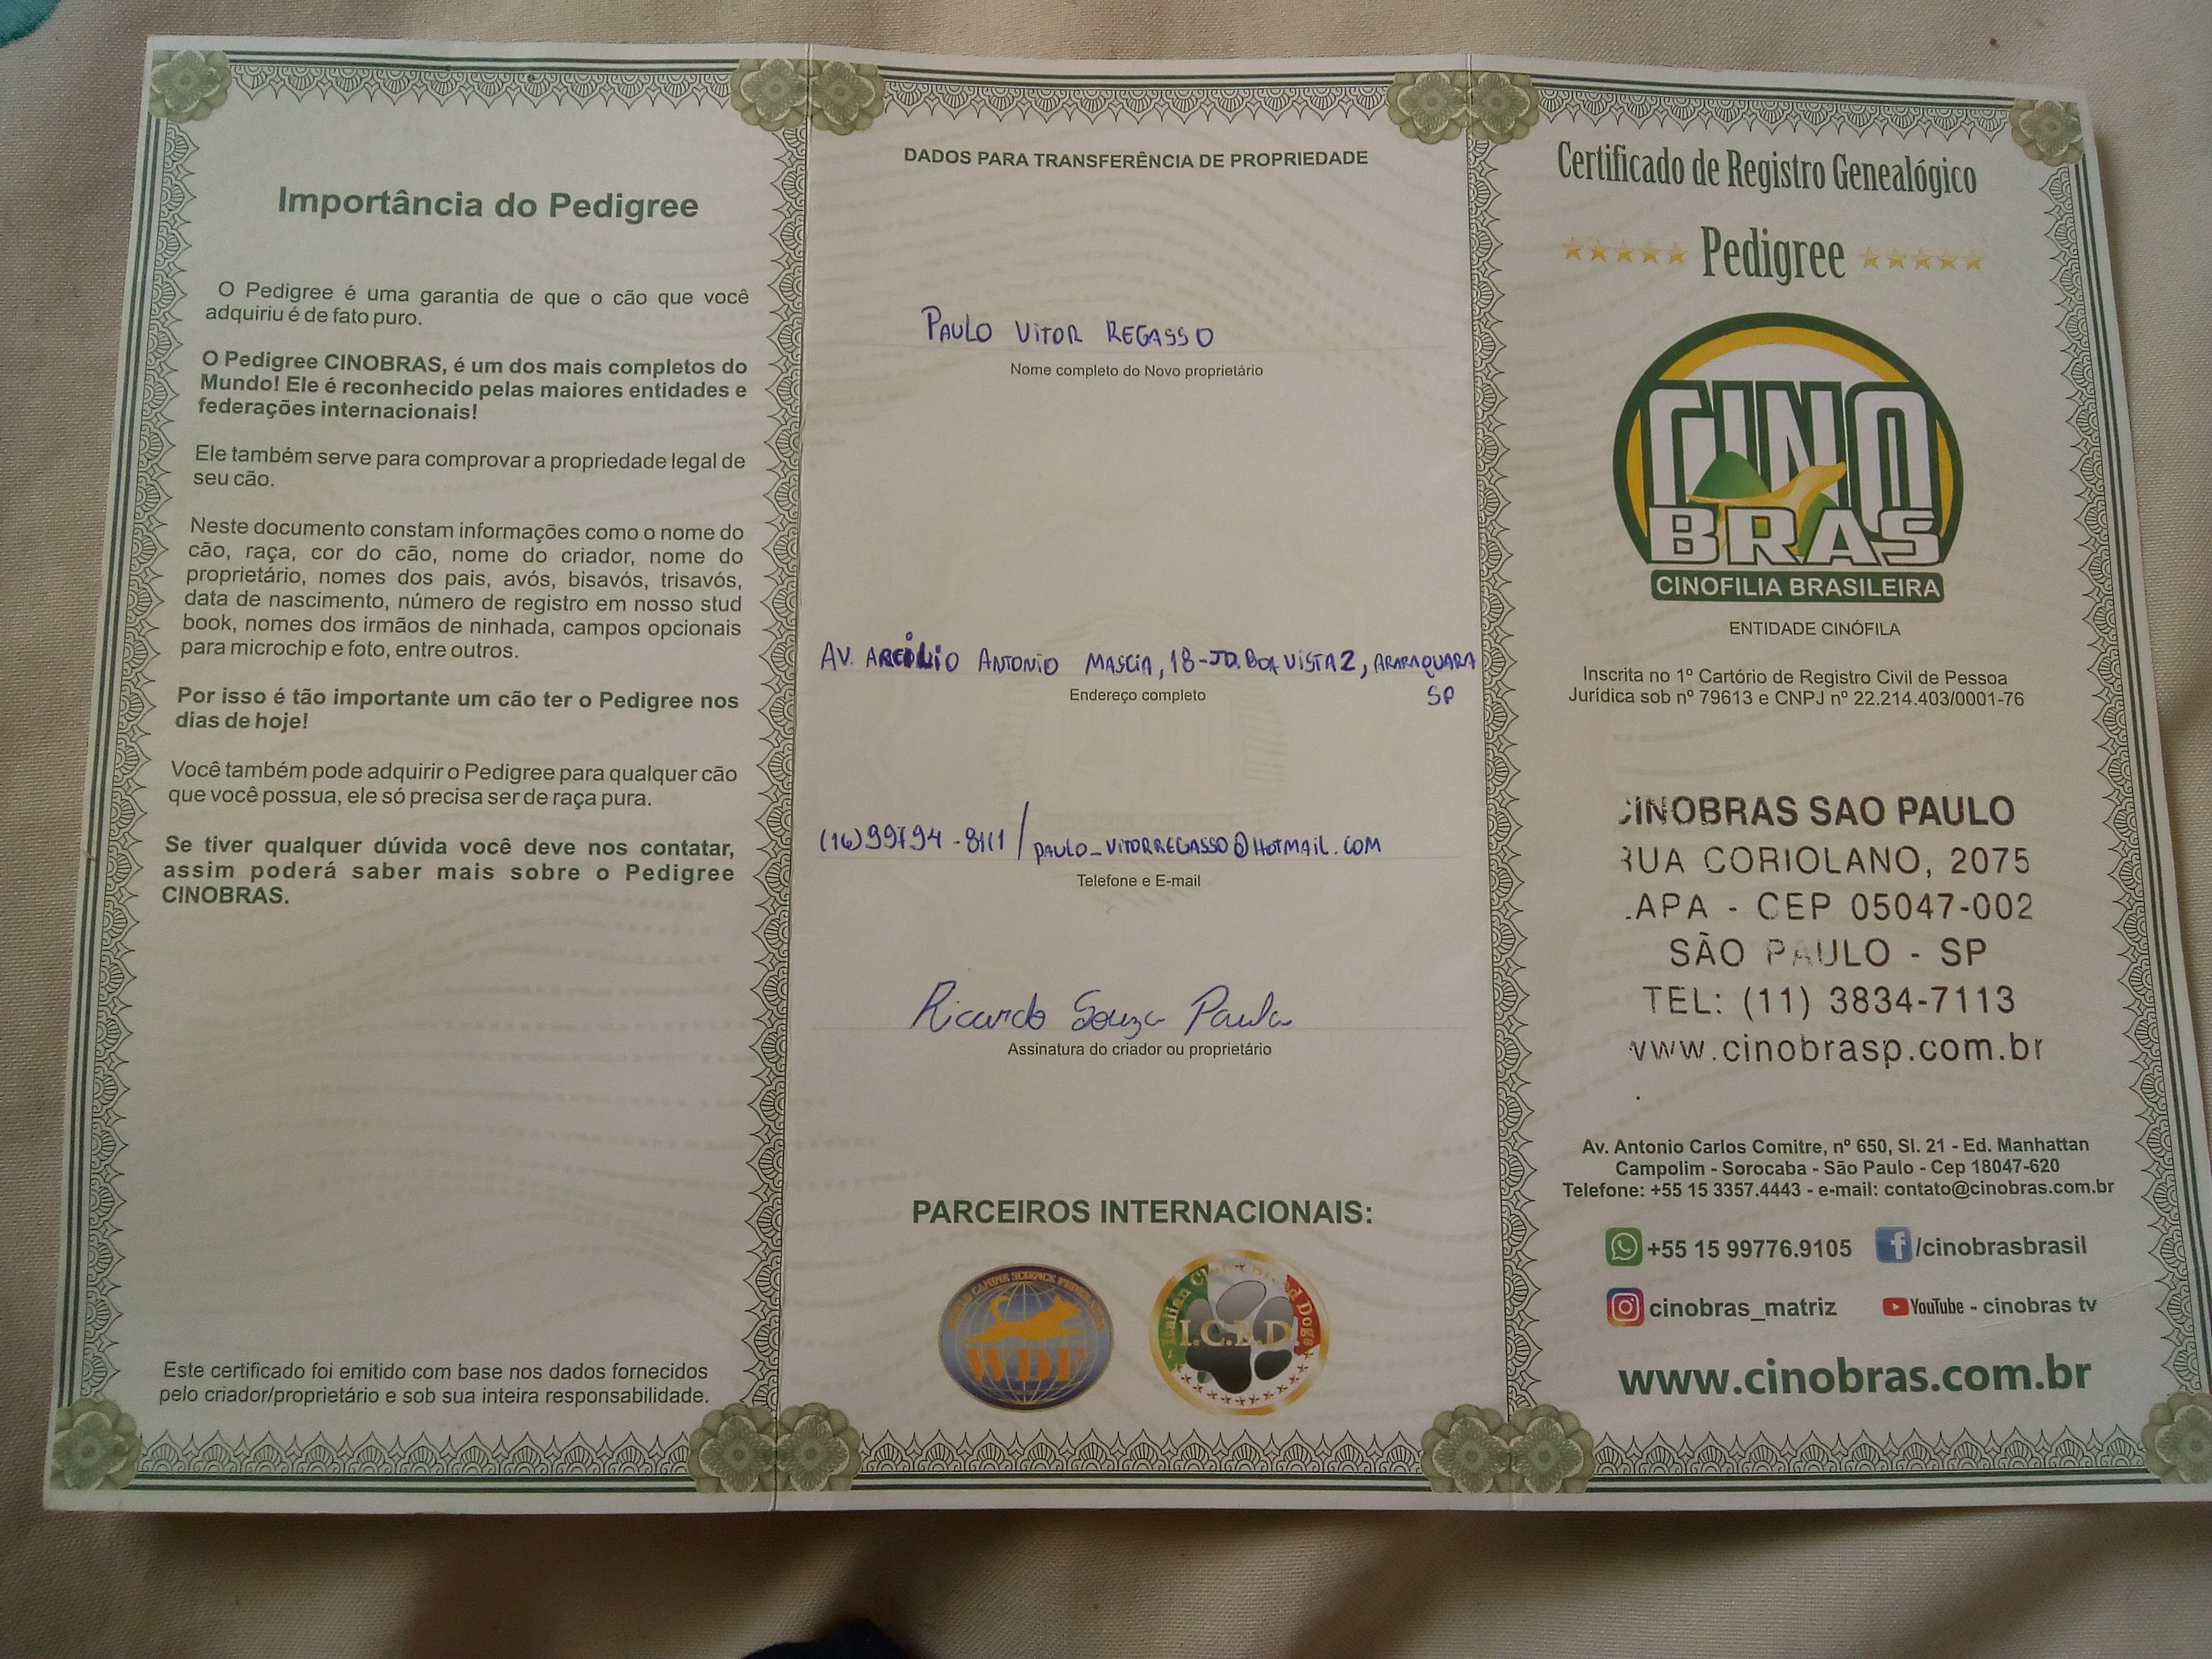 Importância do Pedigree
O Pedigree é uma garantia de que o cão que você
adquiriu é de fato puro.
O Pedigree CINOBRAS, é um dos mais completos do
Mundo! Ele é reconhecido pelas maiores entidades e
federações internacionais!
Ele também serve para comprovar a propriedade legal de
seu cão.
Neste documento constam informações como o nome do
cão, raça, cor do cão, nome do criador, nome do
proprietário, nomes dos pais, avós, bisavós, trisavós,
data de nascimento, número de registro em nosso stud
book, nomes dos irmãos de ninhada, campos opcionais
para microchip e foto, entre outros.
Por isso é tão importante um cão ter o Pedigree nos
dias de hoje!
Você também pode adquirir o Pedigree para qualquer cão
que você possua, ele só precisa ser de raça pura.
Se tiver qualquer dúvida você deve nos contatar,
assim poderá saber mais sobre o Pedigree
CINOBRAS.
Este certificado foi emitido com base nos dados fornecidos
pelo criador/proprietário e sob sua inteira responsabilidade.
DADOS PARA TRANSFERÊNCIA DE PROPRIEDADE
PAULO VITOR REGASSO
Nome completo do Novo proprietário
AV. ANTONIO MASCIA, 18-JD. BOA VISTA 2, ARARAQUARA
SP
Endereço completo
(16) PAULO_VITORREGASSO@HOTMAIL.COM
Telefone e E-mail
Ricardo Souza Paula
Assinatura do criador ou proprietário
PARCEIROS INTERNACIONAIS:
WDF
Italian Dogs
I.C.B.D.
Certificado de Registro Genealógico
Pedigree
CINO
BRAS
CINOFILIA BRASILEIRA
ENTIDADE CINÓFILA
Inscrita no 1º Cartório de Registro Civil de Pessoa
Jurídica sob nº 79613 e CNPJ nº 22.214.403/0001-76
CINOBRAS SAO PAULO
RUA CORIOLANO, 2075
LAPA - CEP 05047-002
SÃO PAULO - SP
TEL: (11) 3834-7113
www.cinobrasp.com.br
Av. Antonio Carlos Comitre, nº 650, Sl. 21 - Ed. Manhattan
Campolim - Sorocaba - São Paulo - Cep 18047-620
Telefone: +55 15 3357.4443 - e-mail: contato@cinobras.com.br
+55 15 99776.9105 /cinobrasbrasil
cinobras_matriz YouTube - cinobras tv
www.cinobras.com.br